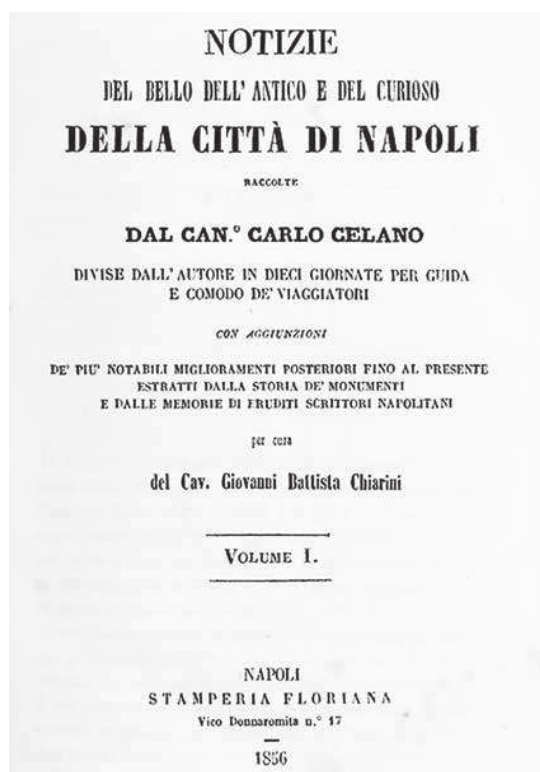 NOTIZIE
DEL BELLO DELL' ANTICO E DEL CURIOSO
DELLA CITTÀ DI NAPOLI
RACCOLTE
DAL CAN.º CARLO CELANO
DIVISE DALL' AUTORE IN DIECI GIORNATE PER GUIDA
E COMODO DE' VIAGGIATORI
CON AGGIUNZIONI
DE' PIU' NOTABILI MIGLIORAMENTI POSTERIORI FINO AL PRESENTE
ESTRATTI DALLA STORIA DE' MONUMENTI
E DALLE MEMORIE DI ERUDITI SCRITTORI NAPOLITANI
per cura
del Cav. Giovanni Battista Chiarini
VOLUME I.
NAPOLI
STAMPERIA FLORIANA
Vico Donnaromita n.º 17
1856